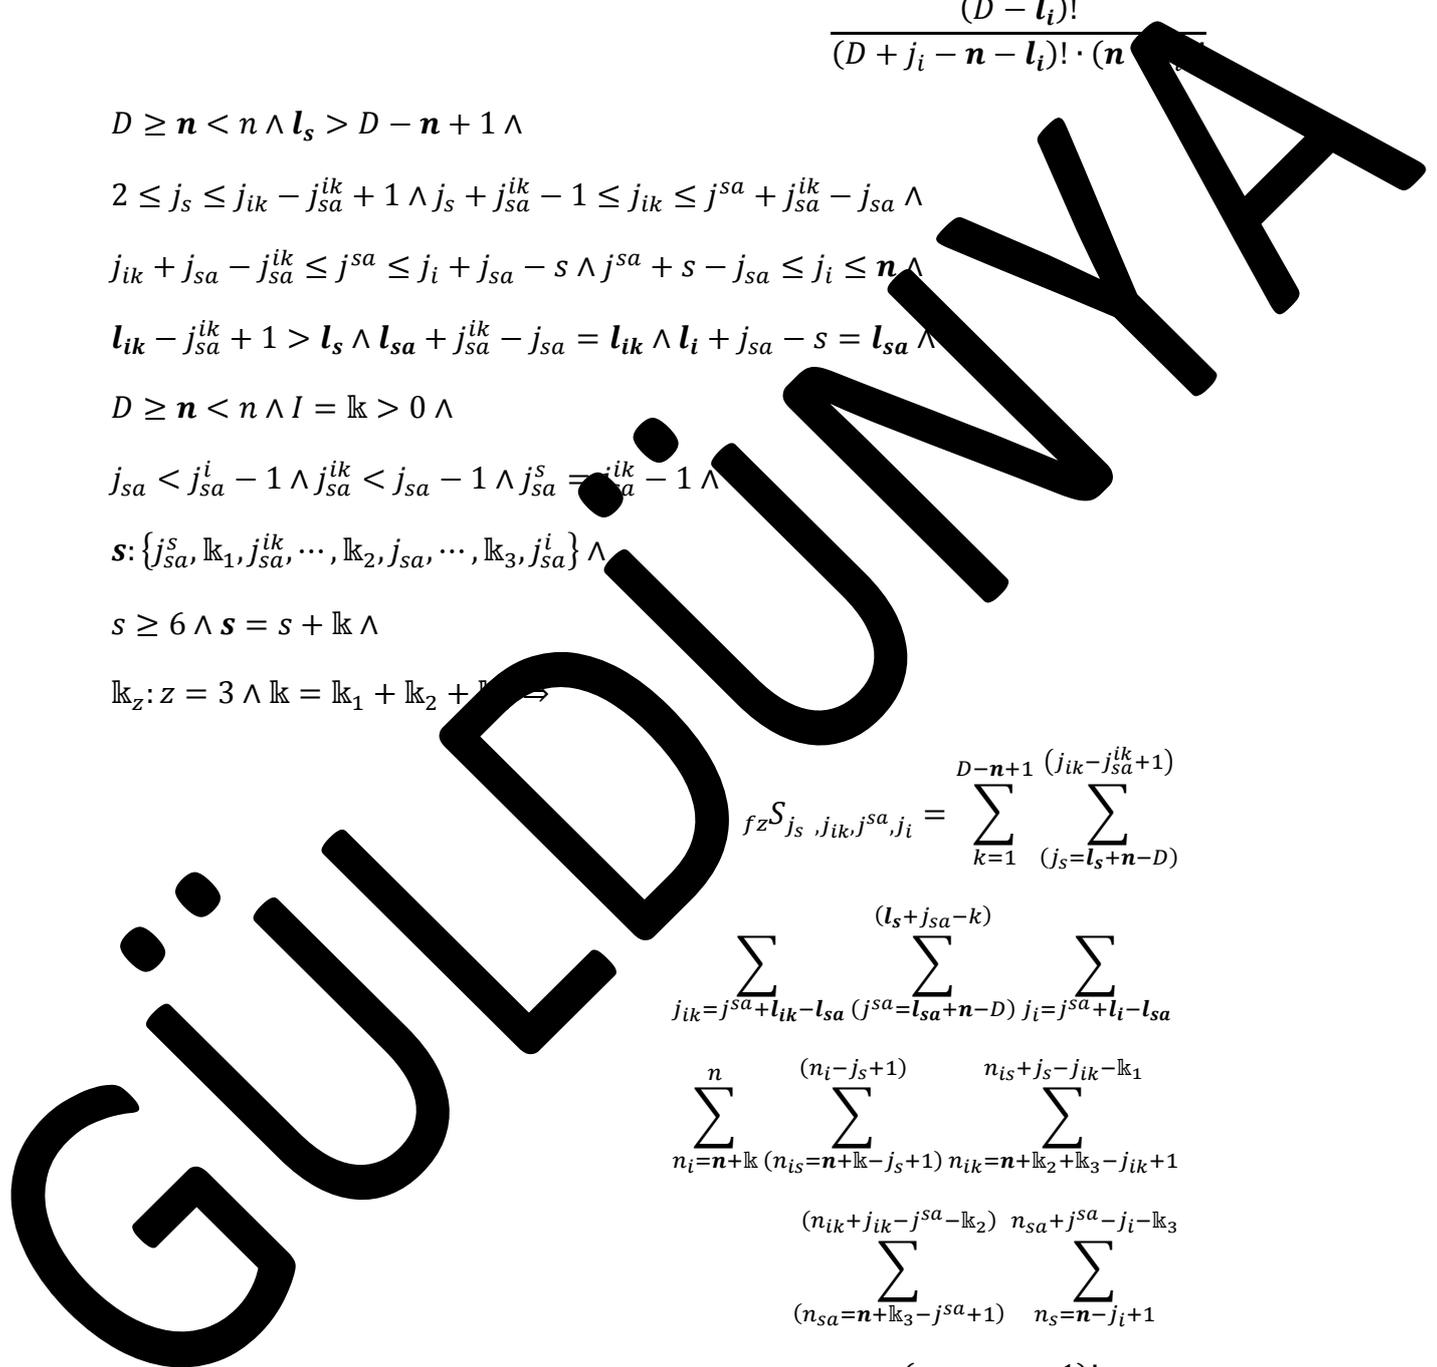 (D − l_i)!
(D + j_i − n − l_i)! · (n
D ≥ n < n ∧ l_s > D − n + 1 ∧
2 ≤ j_s ≤ j_ik − j_sa^ik + 1 ∧ j_s + j_sa^ik − 1 ≤ j_ik ≤ j^sa + j_sa^ik − j_sa ∧
j_ik + j_sa − j_sa^ik ≤ j^sa ≤ j_i + j_sa − s ∧ j^sa + s − j_sa ≤ j_i ≤ n ∧
l_ik − j_sa^ik + 1 > l_s ∧ l_sa + j_sa^ik − j_sa = l_ik ∧ l_i + j_sa − s = l_sa ∧
D ≥ n < n ∧ I = 𝕜 > 0 ∧
j_sa < j_sa^i − 1 ∧ j_sa^ik < j_sa − 1 ∧ j_sa^s = j_sa^ik − 1 ∧
s: {j_sa^s, 𝕜_1, j_sa^ik, ⋯, 𝕜_2, j_sa, ⋯, 𝕜_3, j_sa^i} ∧
s ≥ 6 ∧ s = s + 𝕜 ∧
𝕜_z: z = 3 ∧ 𝕜 = 𝕜_1 + 𝕜_2 + ⇒
D−n+1 (j_ik−j_sa^ik+1)
fzS_{j_s ,j_ik,j^sa,j_i} = ∑ ∑
k=1 (j_s=l_s+n−D)
(l_s+j_sa−k)
∑ ∑ ∑
j_ik=j^sa+l_ik−l_sa (j^sa=l_sa+n−D) j_i=j^sa+l_i−l_sa
n (n_i−j_s+1) n_is+j_s−j_ik−𝕜_1
∑ ∑ ∑
n_i=n+𝕜 (n_is=n+𝕜−j_s+1) n_ik=n+𝕜_2+𝕜_3−j_ik+1
(n_ik+j_ik−j^sa−𝕜_2) n_sa+j^sa−j_i−𝕜_3
∑ ∑
(n_sa=n+𝕜_3−j^sa+1) n_s=n−j_i+1
GÜLDÜNYA